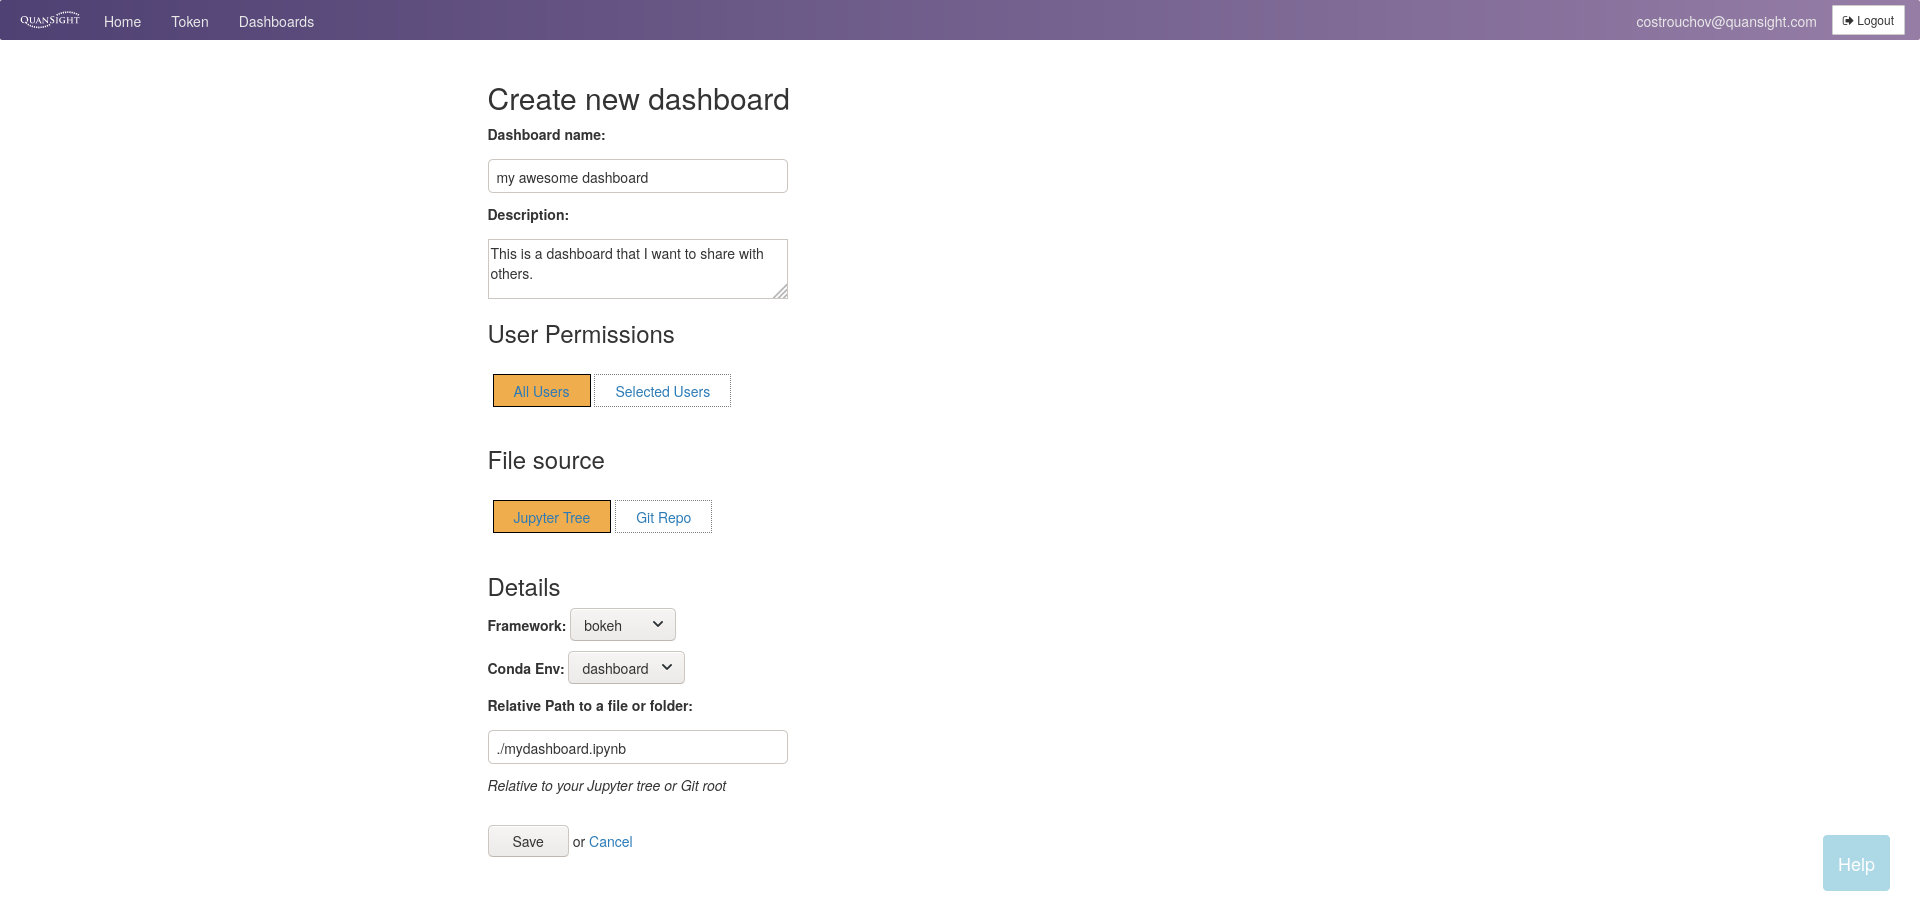 QUANSIGHT Home Token Dashboards costrouchov@quansight.com Logout
Create new dashboard
Dashboard name:
my awesome dashboard
Description:
This is a dashboard that I want to share with
others.
User Permissions
All Users Selected Users
File source
Jupyter Tree Git Repo
Details
Framework: bokeh
Conda Env: dashboard
Relative Path to a file or folder:
./mydashboard.ipynb
Relative to your Jupyter tree or Git root
Save or Cancel
Help